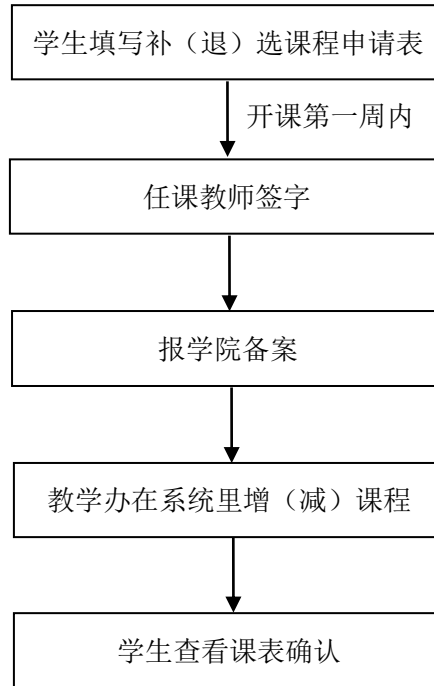 学生填写补（退）选课程申请表
开课第一周内
任课教师签字
报学院备案
教学办在系统里增（减）课程
学生查看课表确认